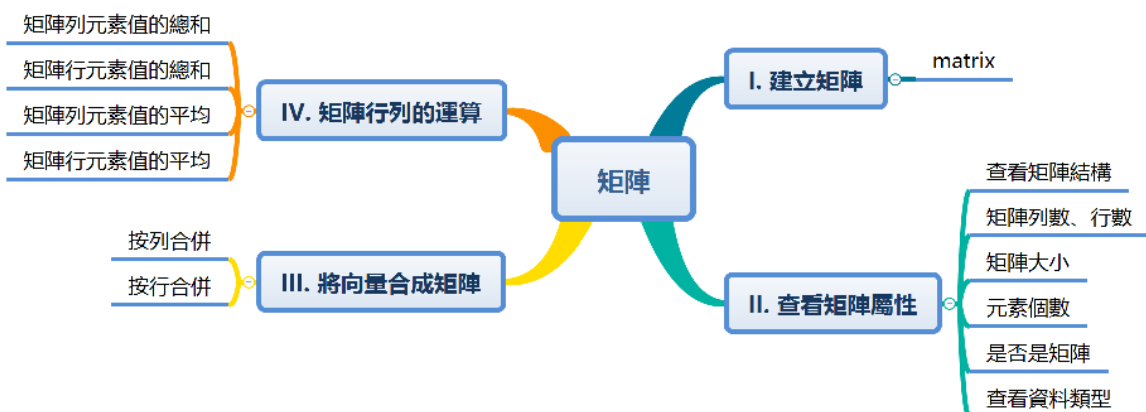 矩陣
I. 建立矩陣
matrix
II. 查看矩陣屬性
查看矩陣結構
矩陣列數、行數
矩陣大小
元素個數
是否是矩陣
查看資料類型
III. 將向量合成矩陣
按列合併
按行合併
IV. 矩陣行列的運算
矩陣列元素值的總和
矩陣行元素值的總和
矩陣列元素值的平均
矩陣行元素值的平均